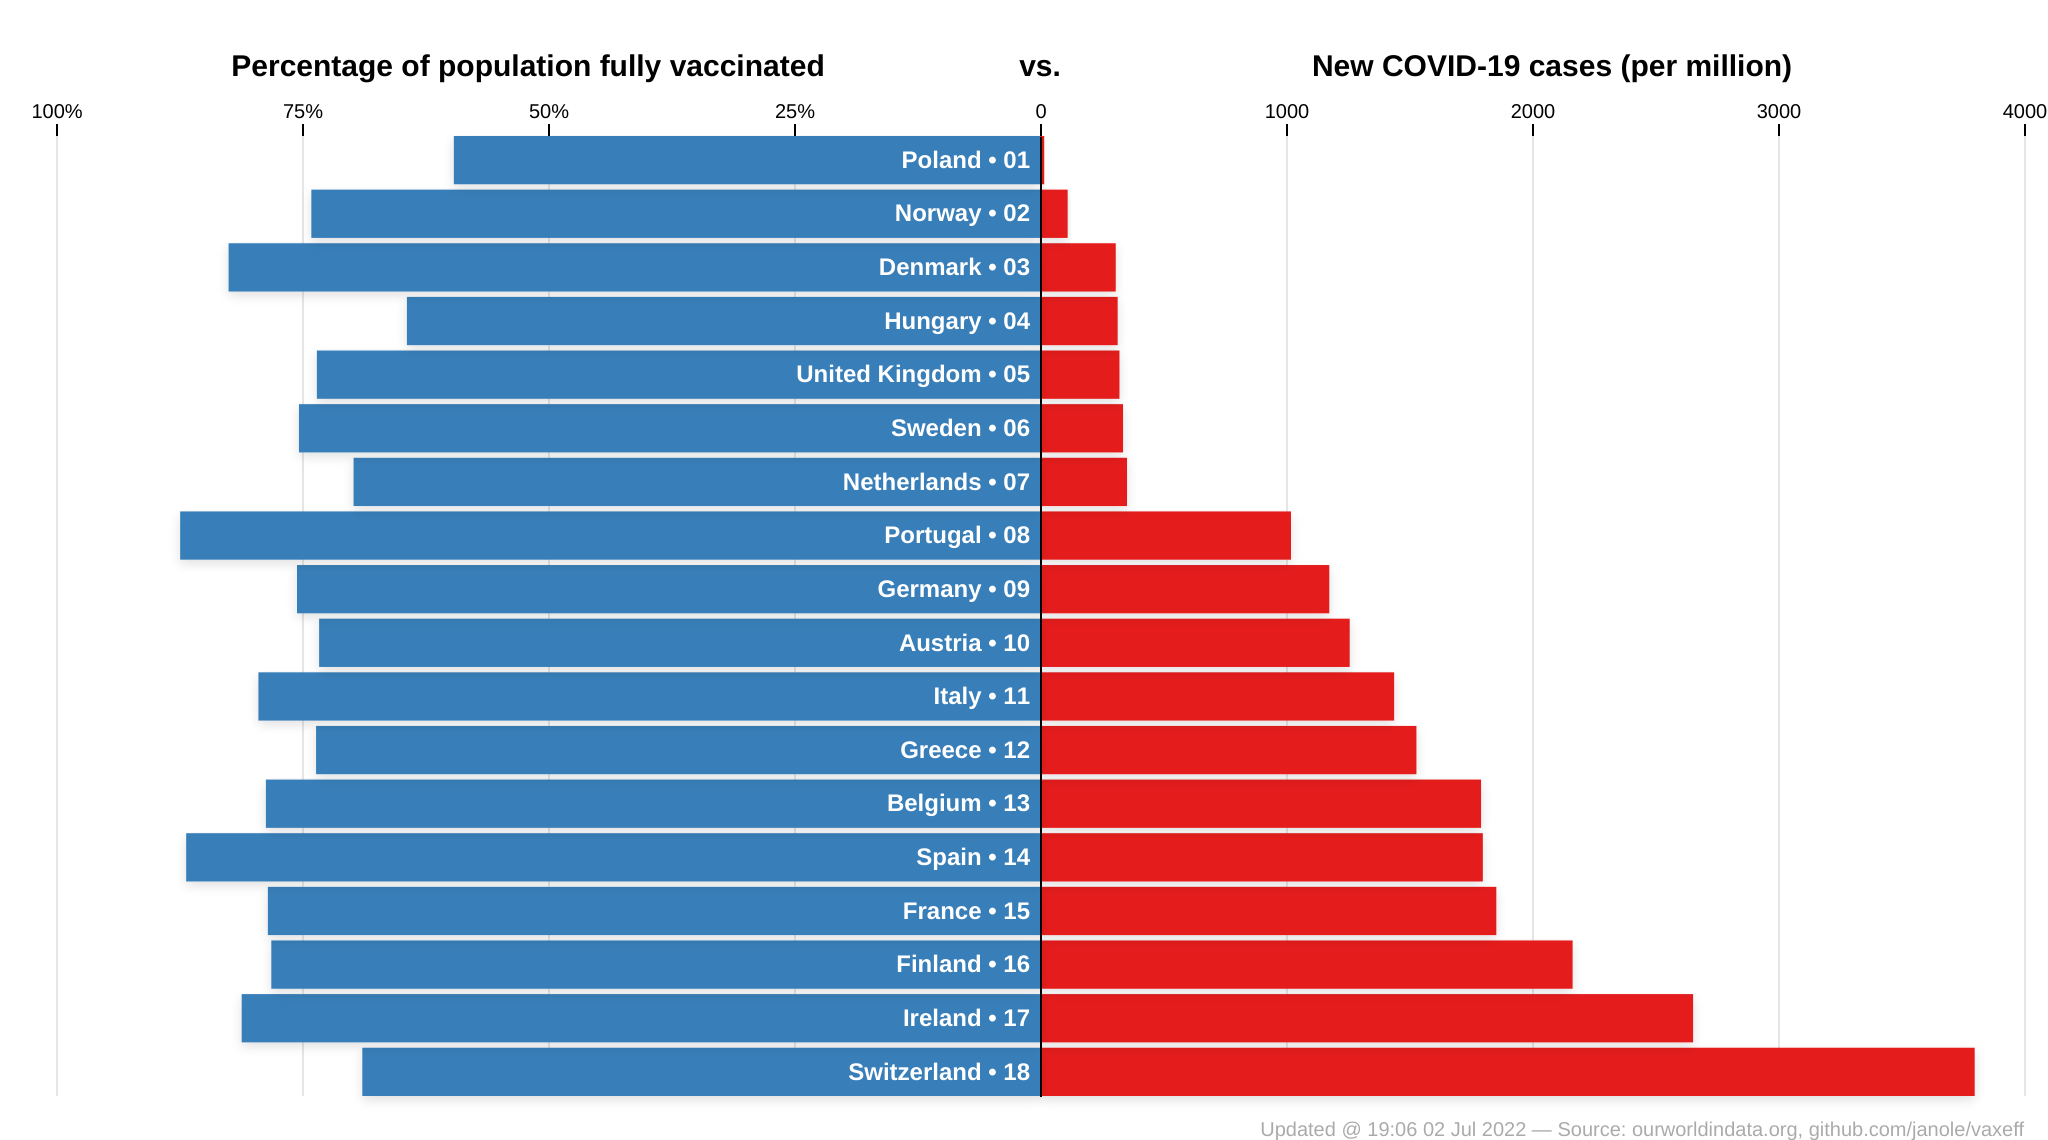 Percentage of population fully vaccinated vs. New COVID-19 cases (per million)
100% 75% 50% 25% 0 1000 2000 3000 4000
Poland • 01
Norway • 02
Denmark • 03
Hungary • 04
United Kingdom • 05
Sweden • 06
Netherlands • 07
Portugal • 08
Germany • 09
Austria • 10
Italy • 11
Greece • 12
Belgium • 13
Spain • 14
France • 15
Finland • 16
Ireland • 17
Switzerland • 18
Updated @ 19:06 02 Jul 2022 — Source: ourworldindata.org, github.com/janole/vaxeff